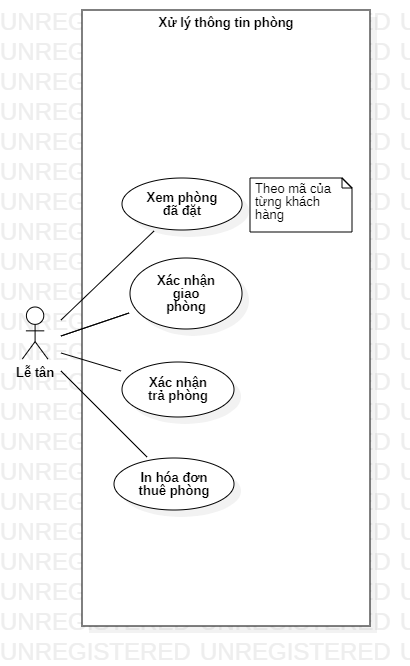 Xử lý thông tin phòng
Xem phòng
đã đặt
Theo mã của
từng khách
hàng
Xác nhận
giao
phòng
Lễ tân
Xác nhận
trả phòng
In hóa đơn
thuê phòng
UNREGISTERED UNREGISTERED